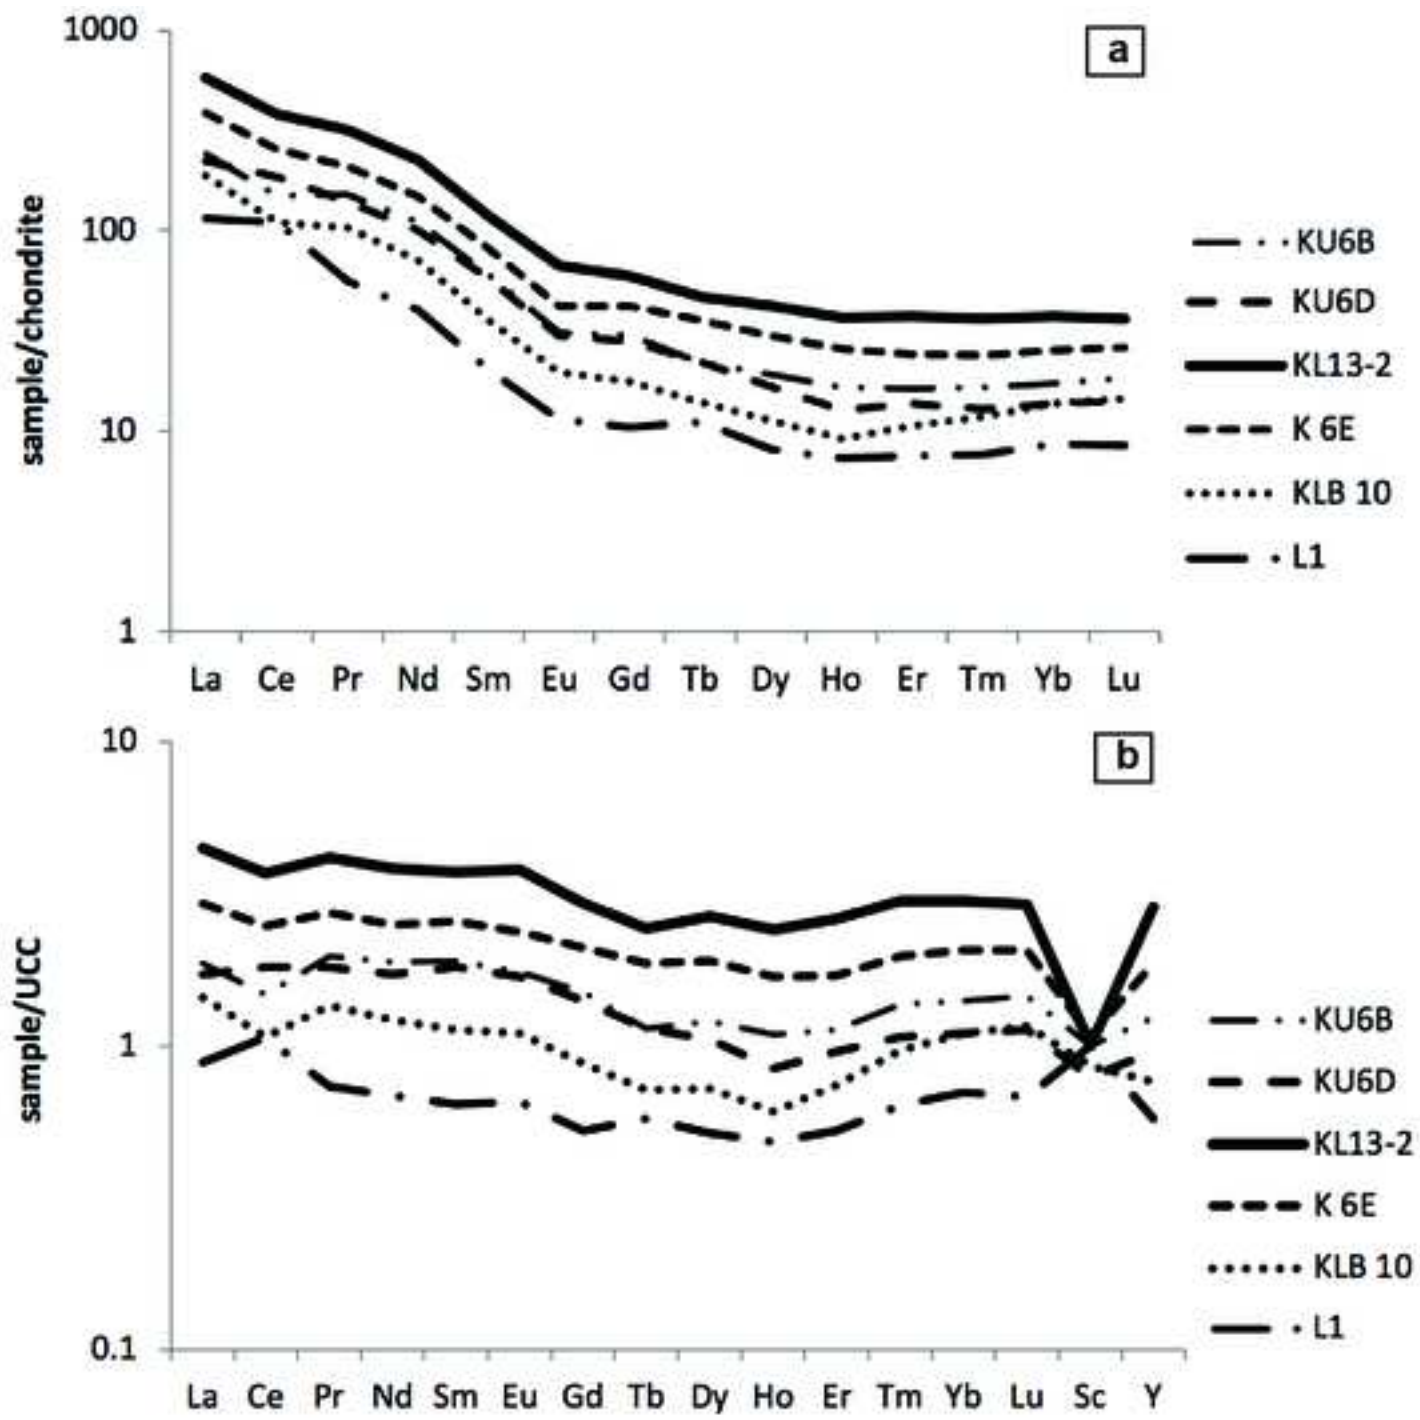 1000
a
100
10
1
sample/chondrite
KU6B
KU6D
KL13-2
K 6E
KLB 10
L1
La Ce Pr Nd Sm Eu Gd Tb Dy Ho Er Tm Yb Lu
10
b
1
0.1
sample/UCC
KU6B
KU6D
KL13-2
K 6E
KLB 10
L1
La Ce Pr Nd Sm Eu Gd Tb Dy Ho Er Tm Yb Lu Sc Y